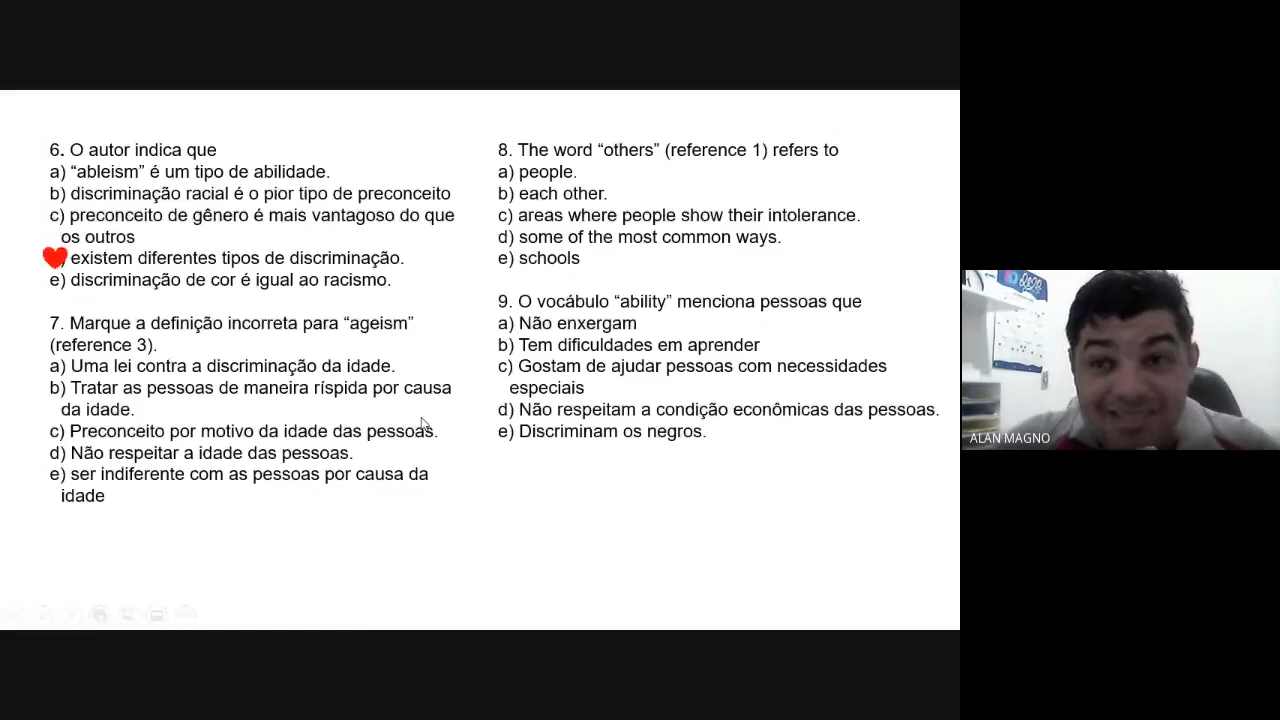 6. O autor indica que
a) “ableism” é um tipo de abilidade.
b) discriminação racial é o pior tipo de preconceito
c) preconceito de gênero é mais vantagoso do que
os outros
) existem diferentes tipos de discriminação.
e) discriminação de cor é igual ao racismo.
7. Marque a definição incorreta para “ageism”
(reference 3).
a) Uma lei contra a discriminação da idade.
b) Tratar as pessoas de maneira ríspida por causa
da idade.
c) Preconceito por motivo da idade das pessoas.
d) Não respeitar a idade das pessoas.
e) ser indiferente com as pessoas por causa da
idade
8. The word “others” (reference 1) refers to
a) people.
b) each other.
c) areas where people show their intolerance.
d) some of the most common ways.
e) schools
9. O vocábulo “ability” menciona pessoas que
a) Não enxergam
b) Tem dificuldades em aprender
c) Gostam de ajudar pessoas com necessidades
especiais
d) Não respeitam a condição econômicas das pessoas.
e) Discriminam os negros.
2020
ALAN MAGNO